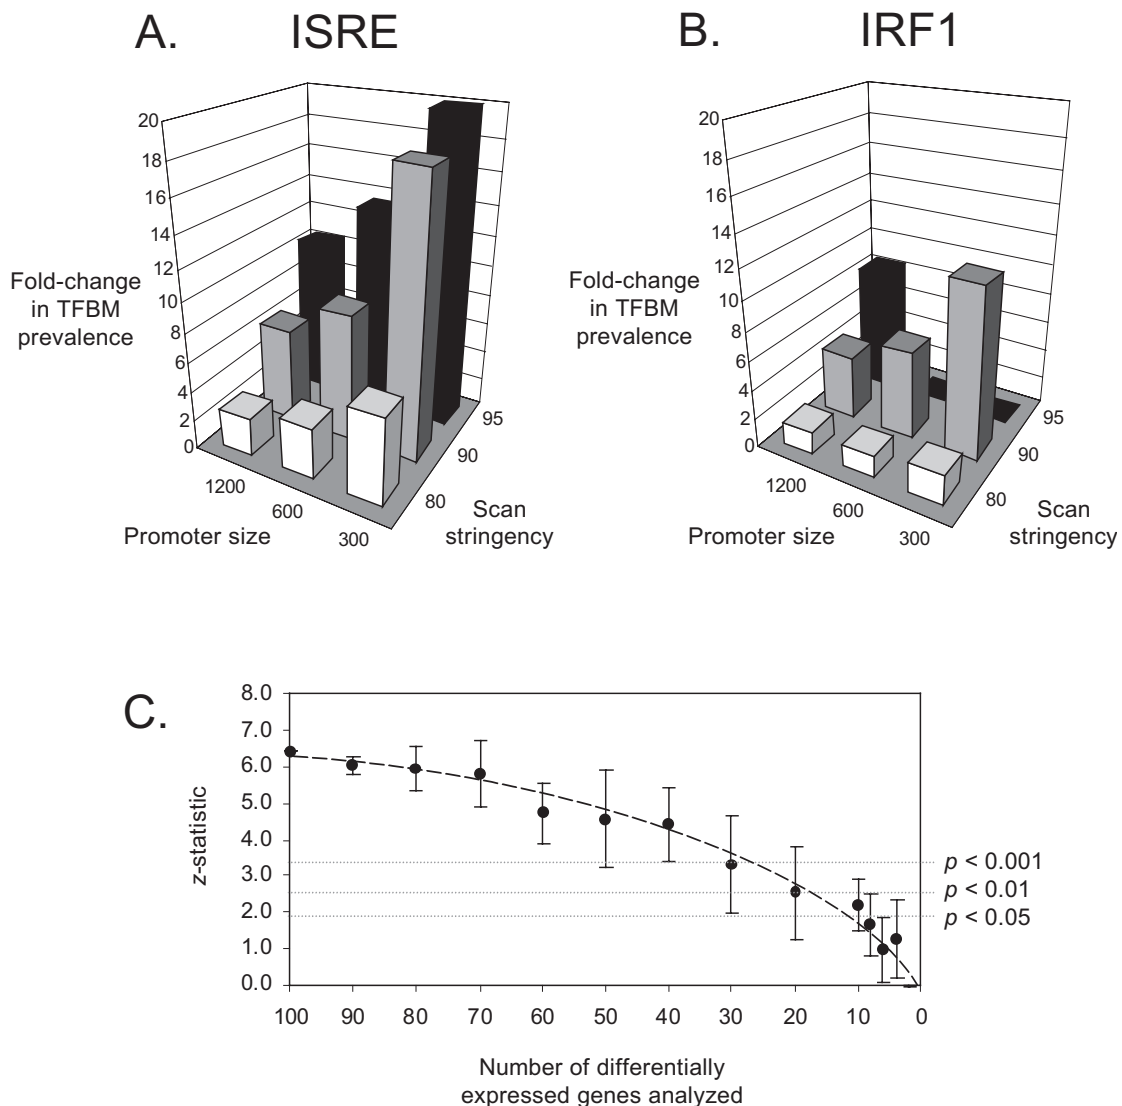 A. ISRE
B. IRF1
20
18
16
14
12
10
8
6
4
2
0
Fold-change
in TFBM
prevalence
1200
600
300
Promoter size
80
90
95
Scan
stringency
20
18
16
14
12
10
8
6
4
2
0
Fold-change
in TFBM
prevalence
1200
600
300
Promoter size
80
90
95
Scan
stringency
C.
8.0
7.0
6.0
5.0
4.0
3.0
2.0
1.0
0.0
z-statistic
p < 0.001
p < 0.01
p < 0.05
100 90 80 70 60 50 40 30 20 10 0
Number of differentially
expressed genes analyzed